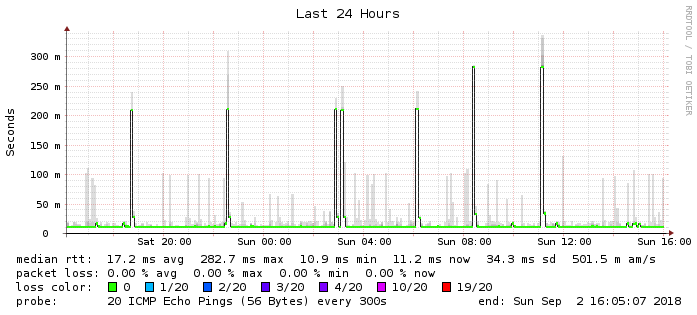 Last 24 Hours
RRDTOOL / TOBI OETIKER
Seconds
300 m
250 m
200 m
150 m
100 m
50 m
0
Sat 20:00 Sun 00:00 Sun 04:00 Sun 08:00 Sun 12:00 Sun 16:00
median rtt: 17.2 ms avg 282.7 ms max 10.9 ms min 11.2 ms now 34.3 ms sd 501.5 m am/s
packet loss: 0.00 % avg 0.00 % max 0.00 % min 0.00 % now
loss color: 0 1/20 2/20 3/20 4/20 10/20 19/20
probe: 20 ICMP Echo Pings (56 Bytes) every 300s end: Sun Sep 2 16:05:07 2018